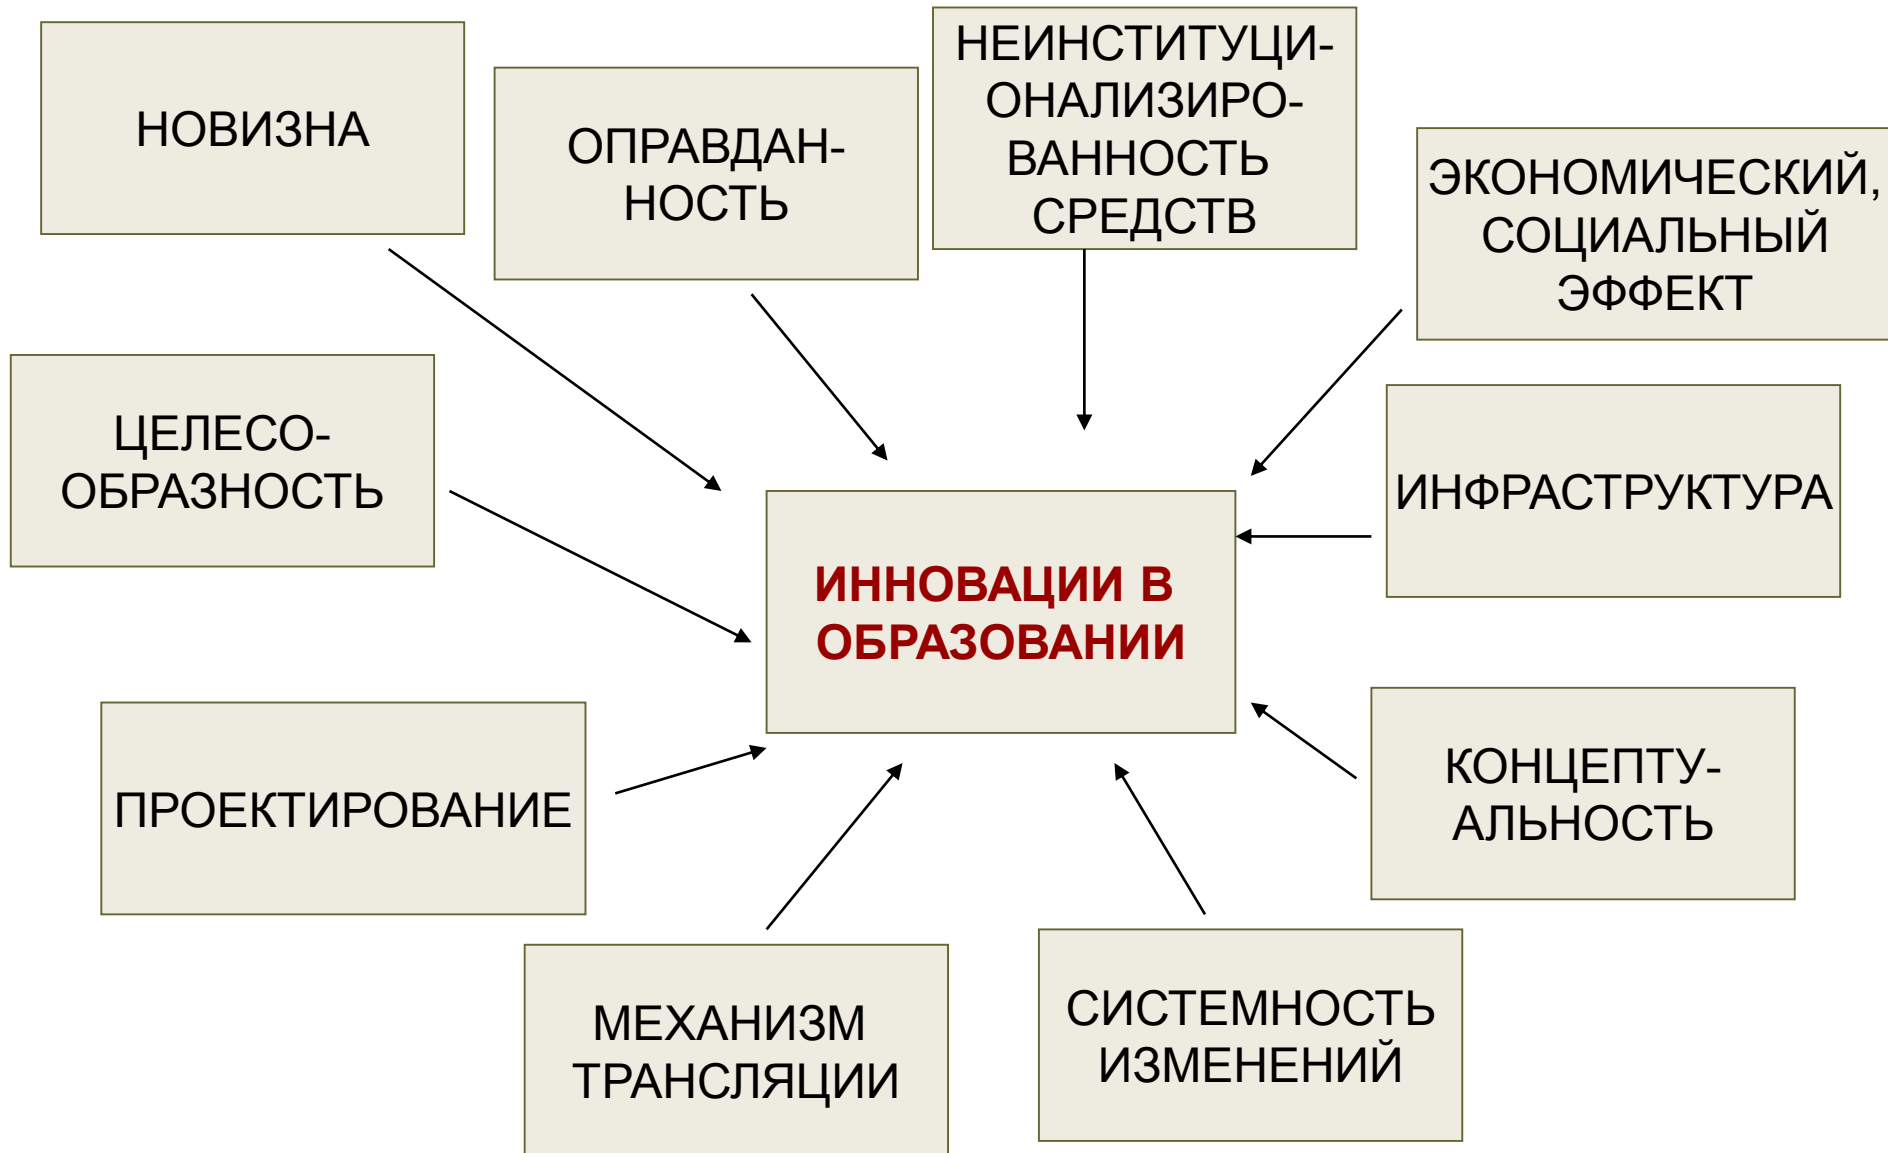 НОВИЗНА
ОПРАВДАН-
НОСТЬ
НЕИНСТИТУЦИ-
ОНАЛИЗИРО-
ВАННОСТЬ
СРЕДСТВ
ЭКОНОМИЧЕСКИЙ,
СОЦИАЛЬНЫЙ
ЭФФЕКТ
ЦЕЛЕСО-
ОБРАЗНОСТЬ
ИНФРАСТРУКТУРА
ИННОВАЦИИ В
ОБРАЗОВАНИИ
ПРОЕКТИРОВАНИЕ
КОНЦЕПТУ-
АЛЬНОСТЬ
МЕХАНИЗМ
ТРАНСЛЯЦИИ
СИСТЕМНОСТЬ
ИЗМЕНЕНИЙ